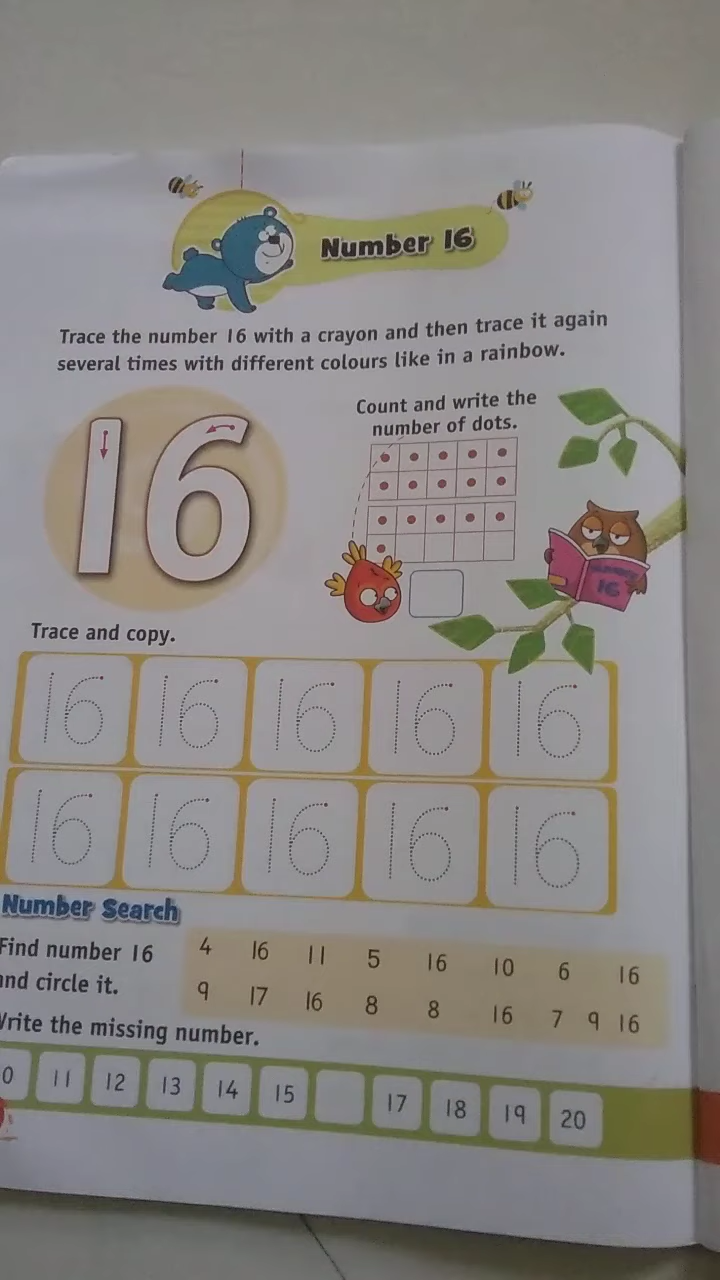 Number 16
Trace the number 16 with a crayon and then trace it again
several times with different colours like in a rainbow.
16
Count and write the
number of dots.
16
Trace and copy.
16 16 16 16 16
16 16 16 16 16
Number Search
Find number 16
and circle it.
4 16 11 5 16 10 6 16
9 17 16 8 8 16 7 9 16
Write the missing number.
0 11 12 13 14 15 17 18 19 20